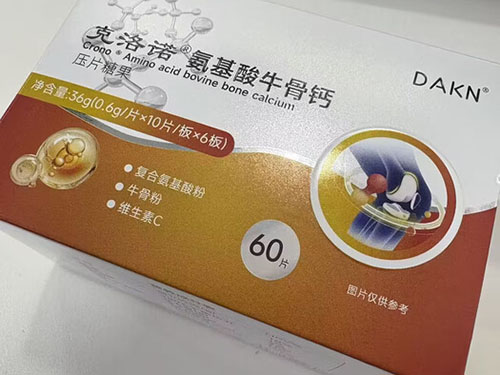 克洛诺®氨基酸牛骨钙
DAKN®
Crono® Amino acid bovine bone calcium
压片糖果
净含量:36g(0.6g/片×10片/板×6板)
•复合氨基酸粉
•牛骨粉
•维生素C
60片
图片仅供参考